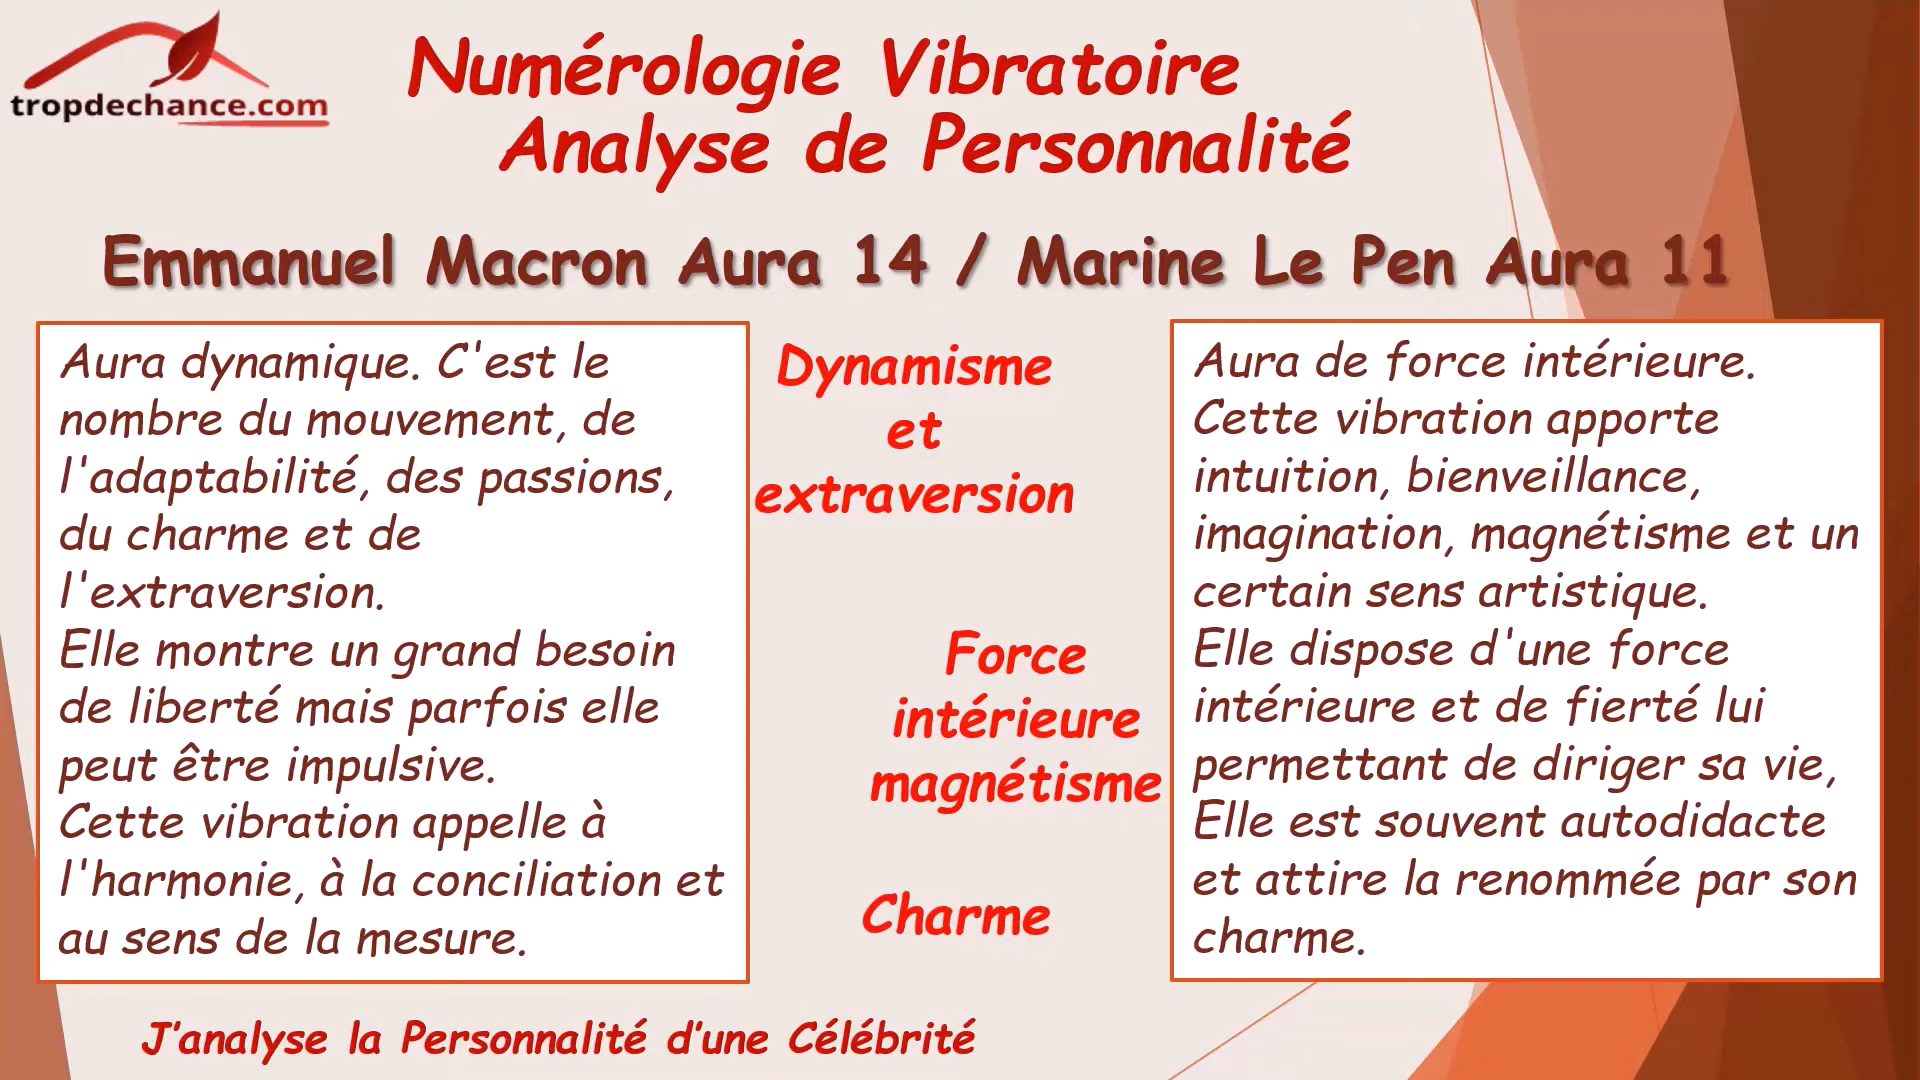 tropdechance.com
Numérologie Vibratoire
Analyse de Personnalité
Emmanuel Macron Aura 14 / Marine Le Pen Aura 11
Aura dynamique. C'est le
nombre du mouvement, de
l'adaptabilité, des passions,
du charme et de
l'extraversion.
Elle montre un grand besoin
de liberté mais parfois elle
peut être impulsive.
Cette vibration appelle à
l'harmonie, à la conciliation et
au sens de la mesure.
Dynamisme
et
extraversion
Force
intérieure
magnétisme
Charme
Aura de force intérieure.
Cette vibration apporte
intuition, bienveillance,
imagination, magnétisme et un
certain sens artistique.
Elle dispose d'une force
intérieure et de fierté lui
permettant de diriger sa vie,
Elle est souvent autodidacte
et attire la renommée par son
charme.
J’analyse la Personnalité d’une Célébrité